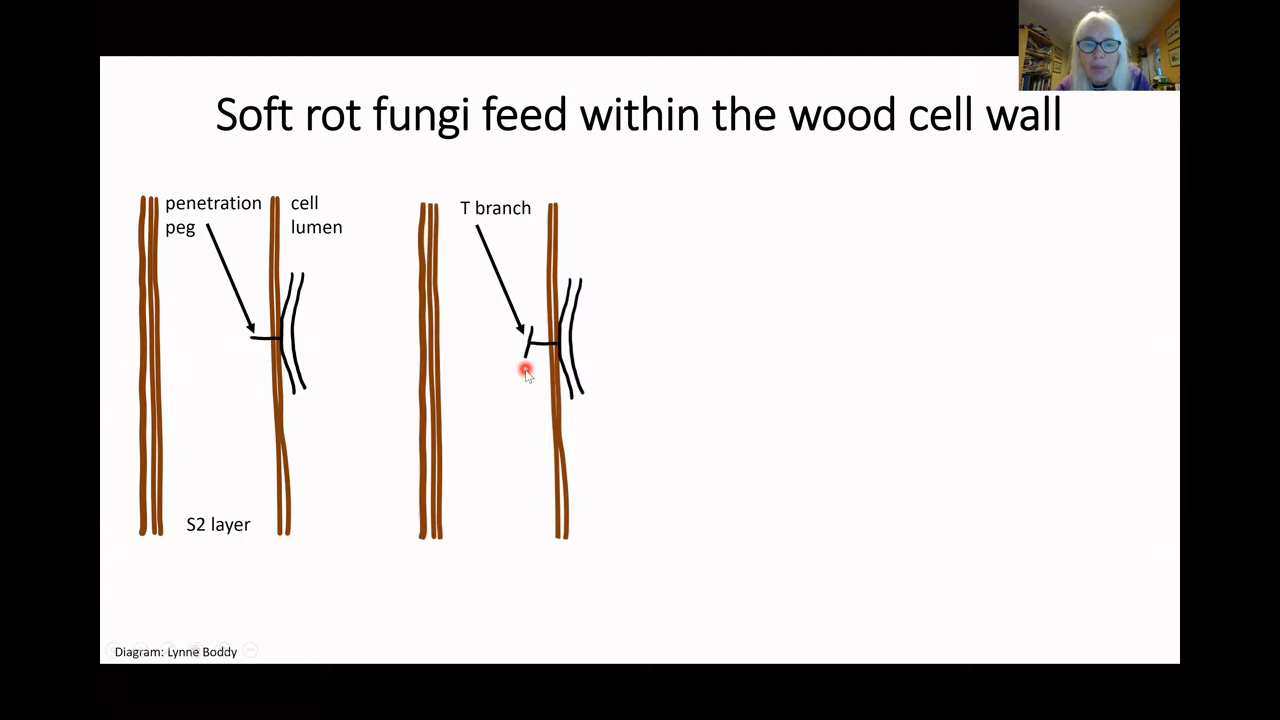 Soft rot fungi feed within the wood cell wall
penetration
peg
cell
lumen
T branch
S2 layer
Diagram: Lynne Boddy